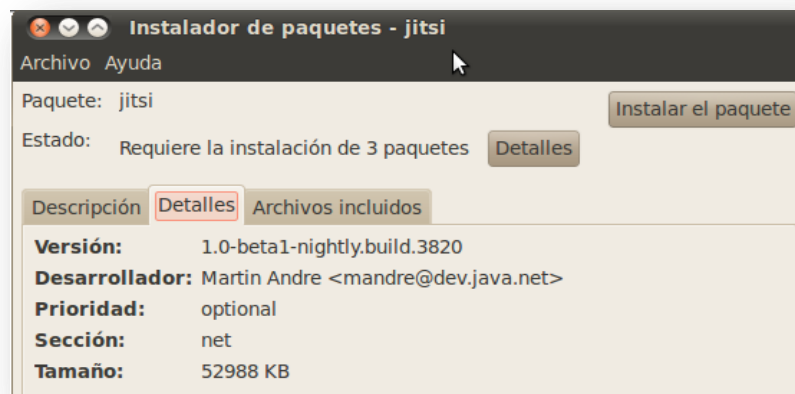 Instalador de paquetes - jitsi
Archivo Ayuda
Paquete: jitsi
Instalar el paquete
Estado: Requiere la instalación de 3 paquetes Detalles
Descripción Detalles Archivos incluidos
Versión: 1.0-beta1-nightly.build.3820
Desarrollador: Martin Andre <mandre@dev.java.net>
Prioridad: optional
Sección: net
Tamaño: 52988 KB